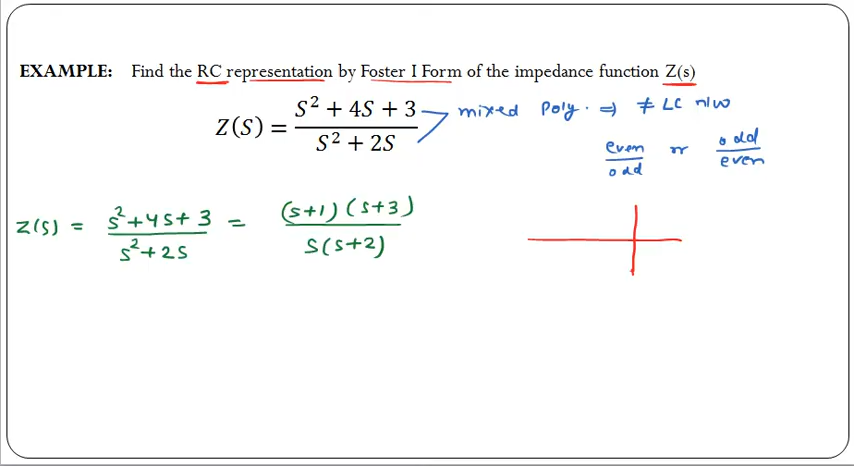 EXAMPLE: Find the RC representation by Foster I Form of the impedance function Z(s)
Z(S) = (S² + 4S + 3) / (S² + 2S)
mixed Poly. ⇒ ≠ LC n/w
even/odd or odd/even
Z(s) = (s²+4s+3)/(s²+2s) = ((s+1)(s+3))/(s(s+2))